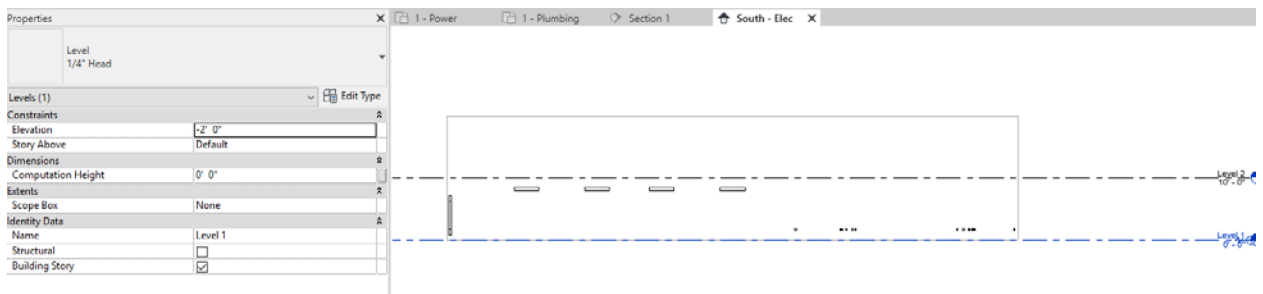 Properties
1 - Power
1 - Plumbing
Section 1
South - Elec
Level
1/4" Head
Levels (1)
Edit Type
Constraints
Elevation -2' 0"
Story Above Default
Dimensions
Computation Height 0' 0"
Extents
Scope Box None
Identity Data
Name Level 1
Structural
Building Story
Level 2
10' - 0"
Level 1